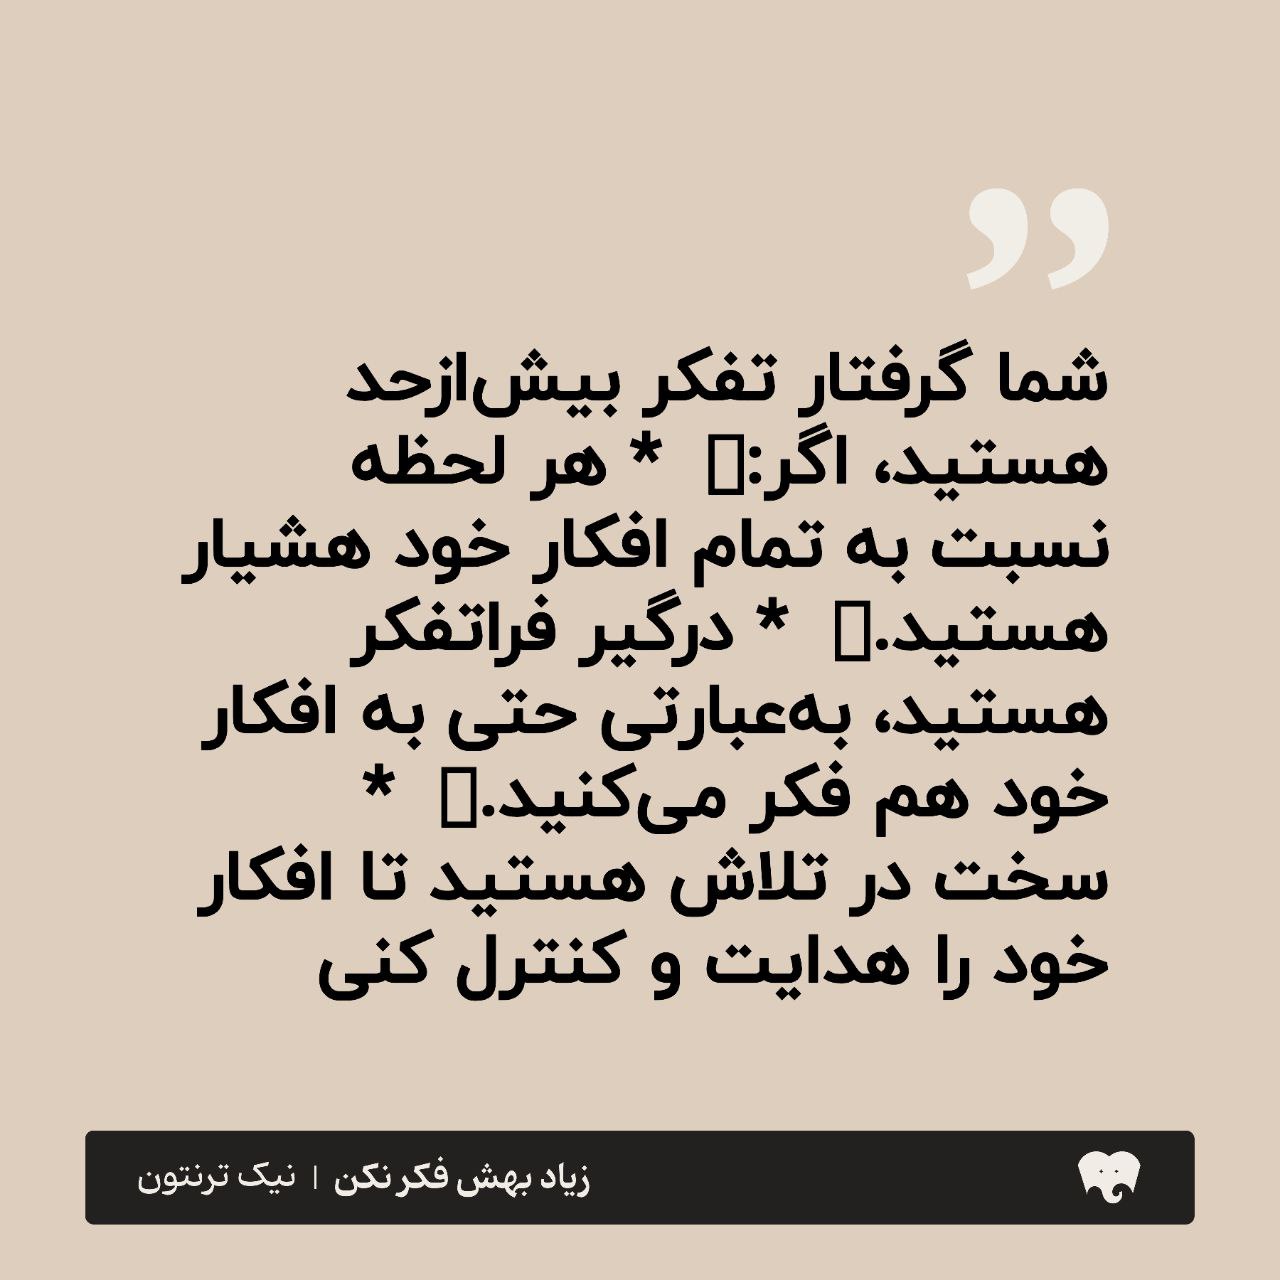 ”
شما گرفتار تفکر بیش‌ازحد
هستید، اگر:▯ * هر لحظه
نسبت به تمام افکار خود هشیار
هستید.▯ * درگیر فراتفکر
هستید، به‌عبارتی حتی به افکار
خود هم فکر می‌کنید.▯ *
سخت در تلاش هستید تا افکار
خود را هدایت و کنترل کنی
زیاد بهش فکر نکن | نیک ترنتون